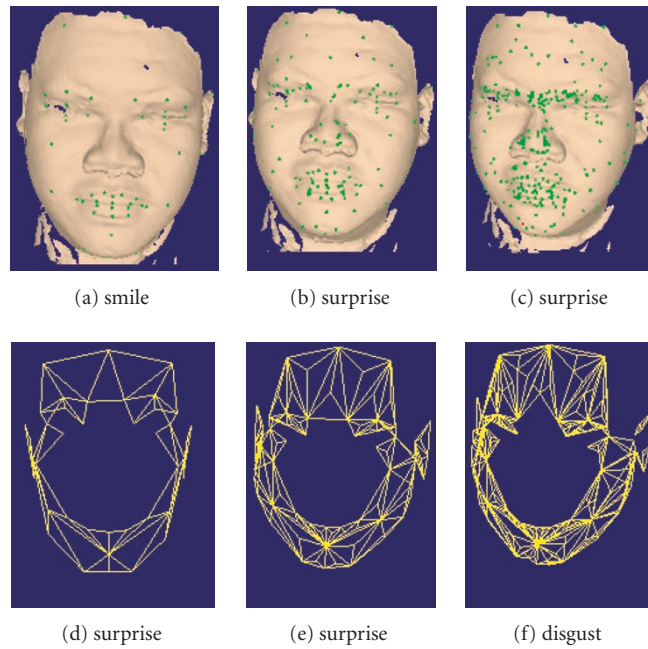 (a) smile
(b) surprise
(c) surprise
(d) surprise
(e) surprise
(f) disgust